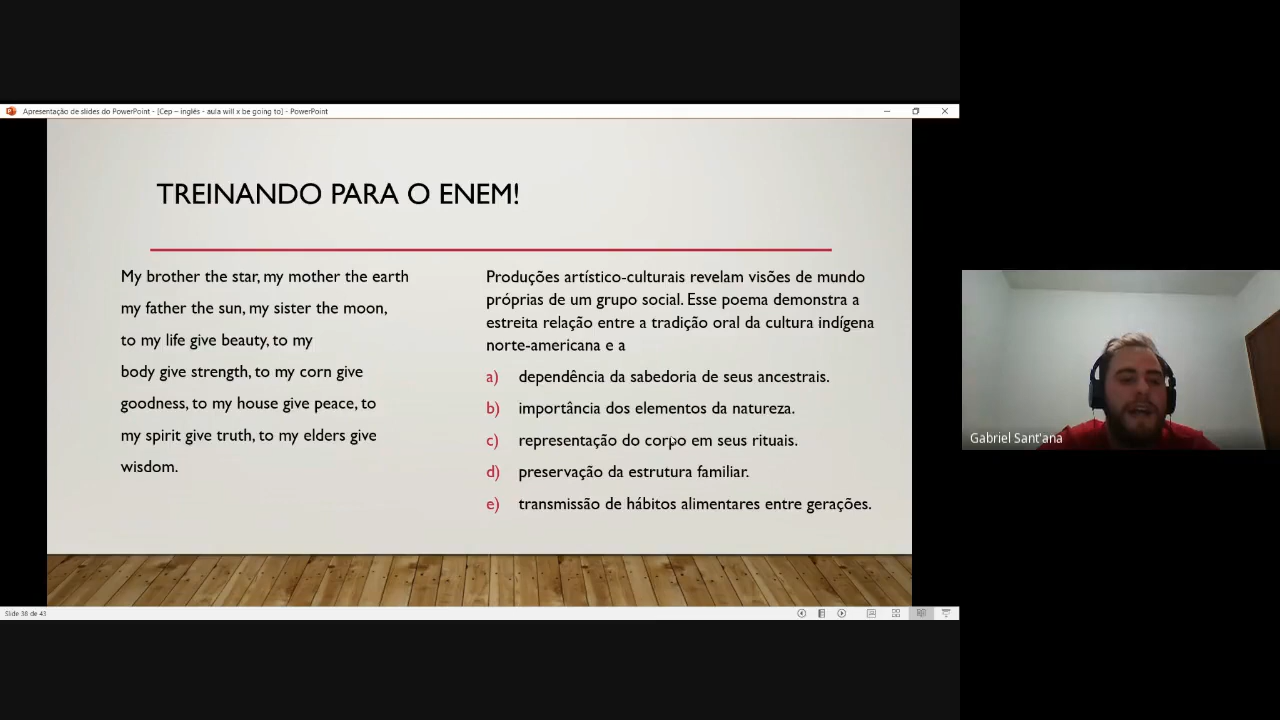 Apresentação de slides do PowerPoint - [Cep – inglês - aula will x be going to] - PowerPoint
TREINANDO PARA O ENEM!
My brother the star, my mother the earth
my father the sun, my sister the moon,
to my life give beauty, to my
body give strength, to my corn give
goodness, to my house give peace, to
my spirit give truth, to my elders give
wisdom.
Produções artístico-culturais revelam visões de mundo
próprias de um grupo social. Esse poema demonstra a
estreita relação entre a tradição oral da cultura indígena
norte-americana e a
a) dependência da sabedoria de seus ancestrais.
b) importância dos elementos da natureza.
c) representação do corpo em seus rituais.
d) preservação da estrutura familiar.
e) transmissão de hábitos alimentares entre gerações.
Gabriel Sant'ana
Slide 38 de 43